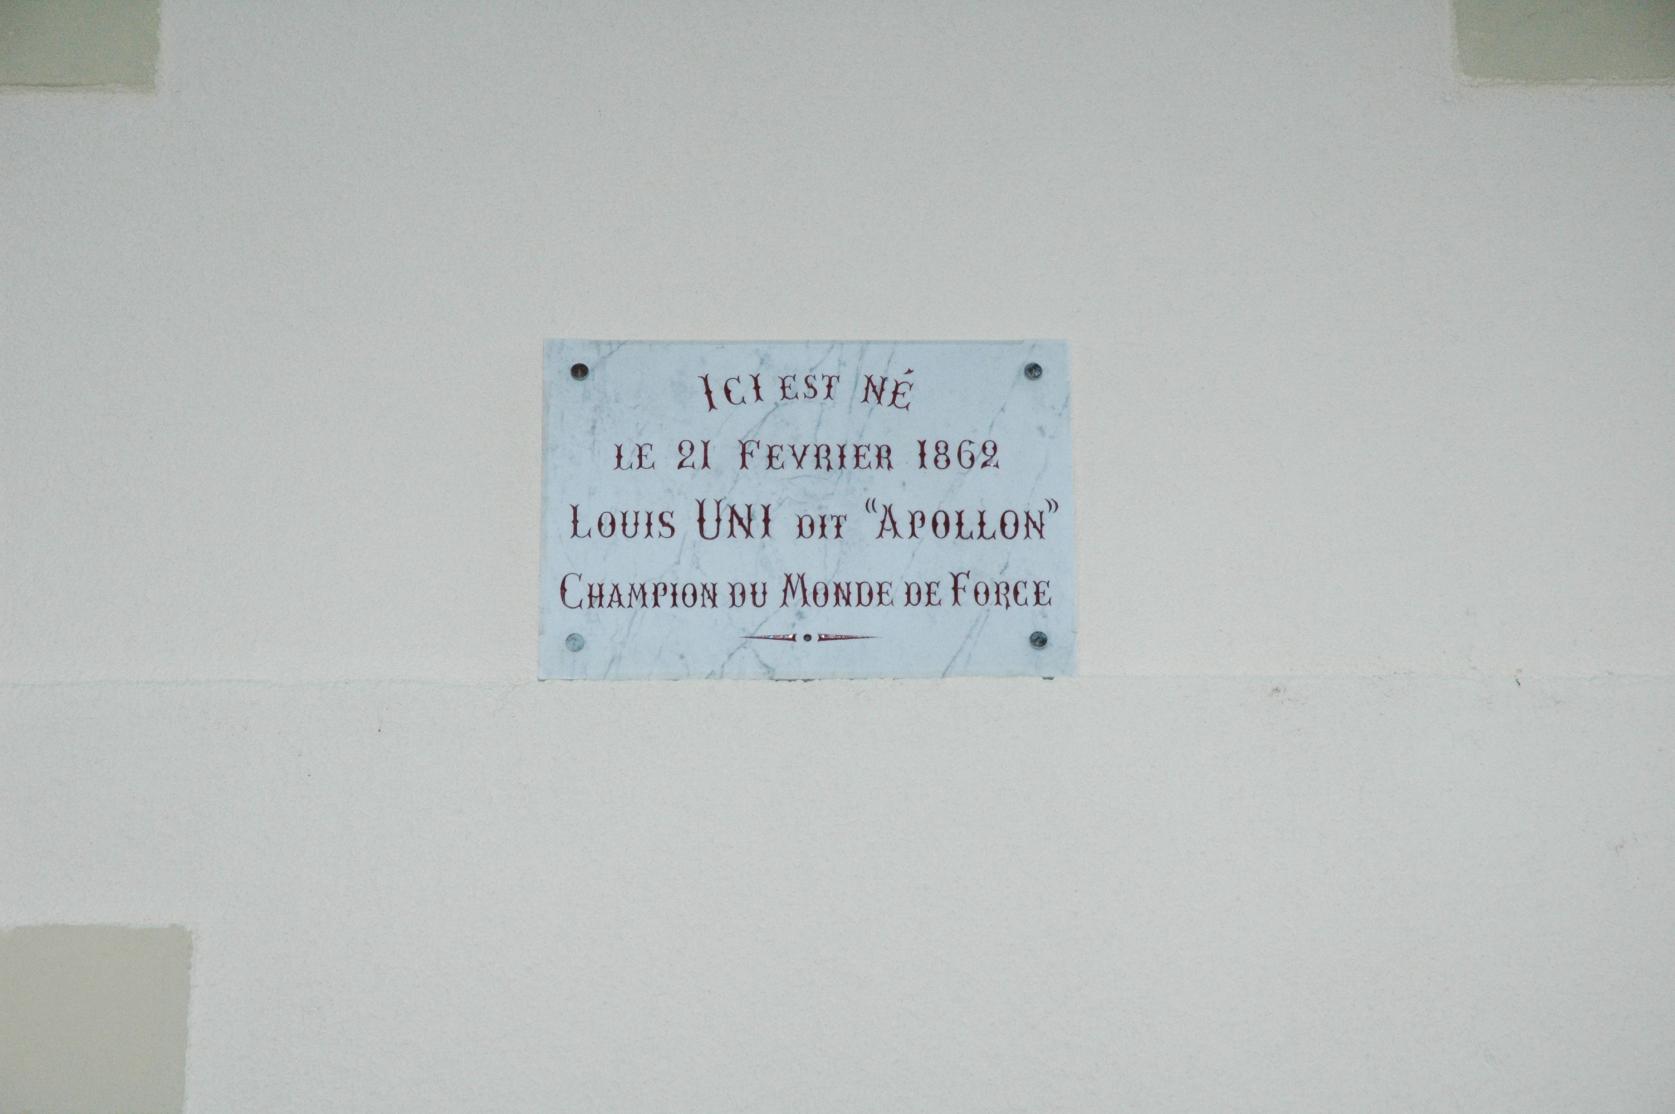 ICI EST NÉ
LE 21 FEVRIER 1862
LOUIS UNI DIT “APOLLON”
CHAMPION DU MONDE DE FORCE